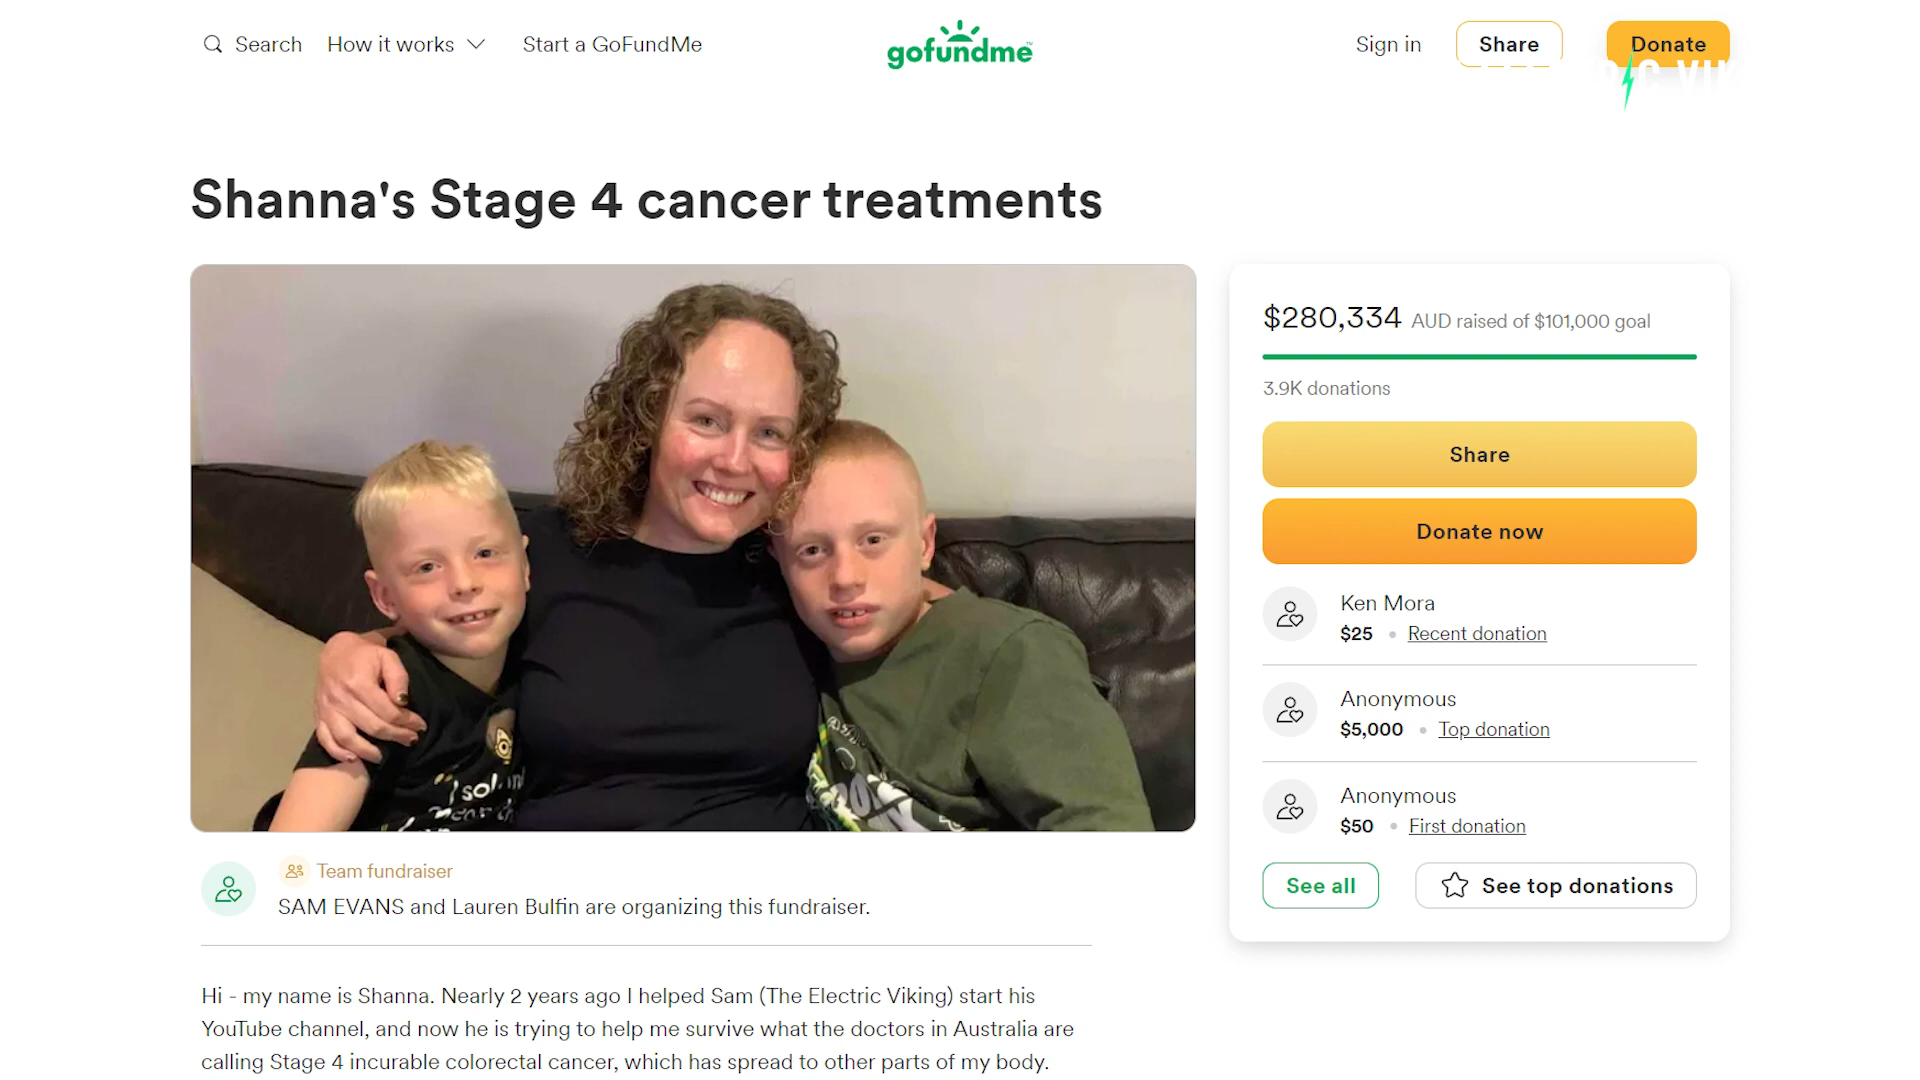 Search
How it works
Start a GoFundMe
gofundme
Sign in
Share
Donate
Shanna's Stage 4 cancer treatments
$280,334 AUD raised of $101,000 goal
3.9K donations
Share
Donate now
Ken Mora
$25 • Recent donation
Anonymous
$5,000 • Top donation
Anonymous
$50 • First donation
See all
See top donations
Team fundraiser
SAM EVANS and Lauren Bulfin are organizing this fundraiser.
Hi - my name is Shanna. Nearly 2 years ago I helped Sam (The Electric Viking) start his
YouTube channel, and now he is trying to help me survive what the doctors in Australia are
calling Stage 4 incurable colorectal cancer, which has spread to other parts of my body.